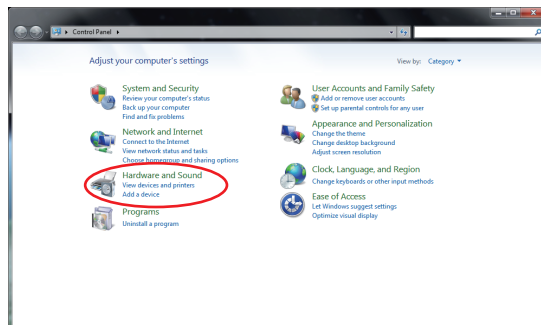 Control Panel
Adjust your computer's settings
View by: Category
System and Security
Review your computer's status
Back up your computer
Find and fix problems
Network and Internet
Connect to the Internet
View network status and tasks
Choose homegroup and sharing options
Hardware and Sound
View devices and printers
Add a device
Programs
Uninstall a program
User Accounts and Family Safety
Add or remove user accounts
Set up parental controls for any user
Appearance and Personalization
Change the theme
Change desktop background
Adjust screen resolution
Clock, Language, and Region
Change keyboards or other input methods
Ease of Access
Let Windows suggest settings
Optimize visual display